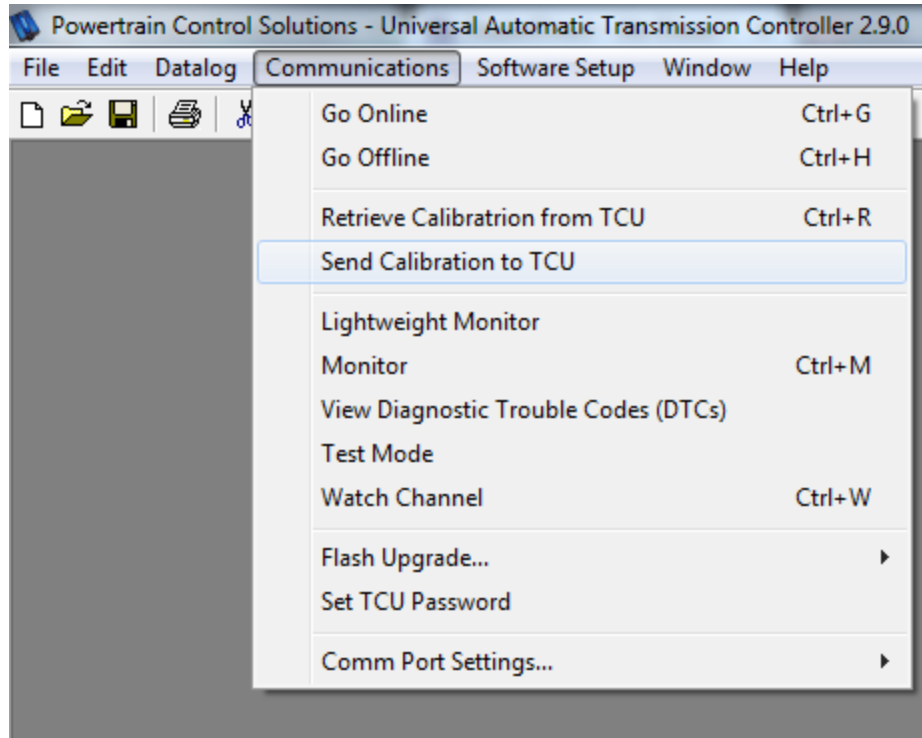 Powertrain Control Solutions - Universal Automatic Transmission Controller 2.9.0
File Edit Datalog Communications Software Setup Window Help
Go Online Ctrl+G
Go Offline Ctrl+H
Retrieve Calibratrion from TCU Ctrl+R
Send Calibration to TCU
Lightweight Monitor
Monitor Ctrl+M
View Diagnostic Trouble Codes (DTCs)
Test Mode
Watch Channel Ctrl+W
Flash Upgrade...
Set TCU Password
Comm Port Settings...